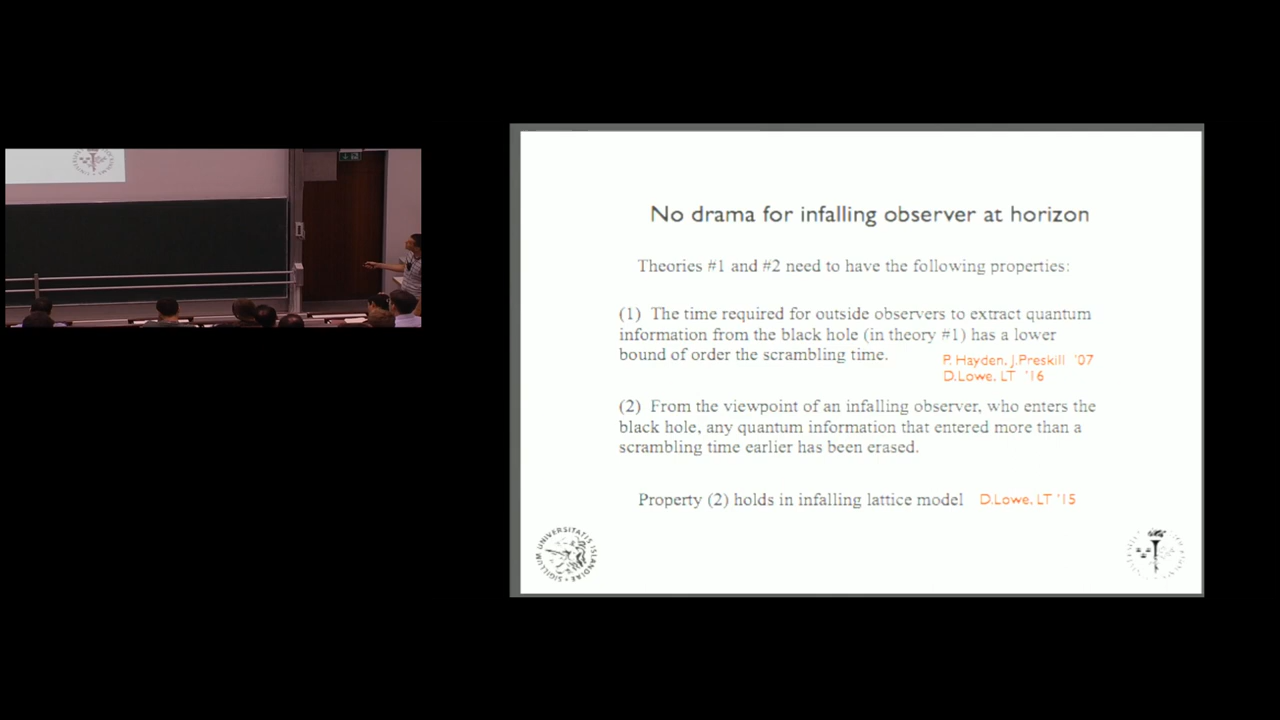 No drama for infalling observer at horizon
Theories #1 and #2 need to have the following properties:
(1) The time required for outside observers to extract quantum
information from the black hole (in theory #1) has a lower
bound of order the scrambling time.
P. Hayden, J.Preskill '07
D.Lowe, LT '16
(2) From the viewpoint of an infalling observer, who enters the
black hole, any quantum information that entered more than a
scrambling time earlier has been erased.
Property (2) holds in infalling lattice model D.Lowe, LT '15
SIGILLUM UNIVERSITATIS ISLANDIAE